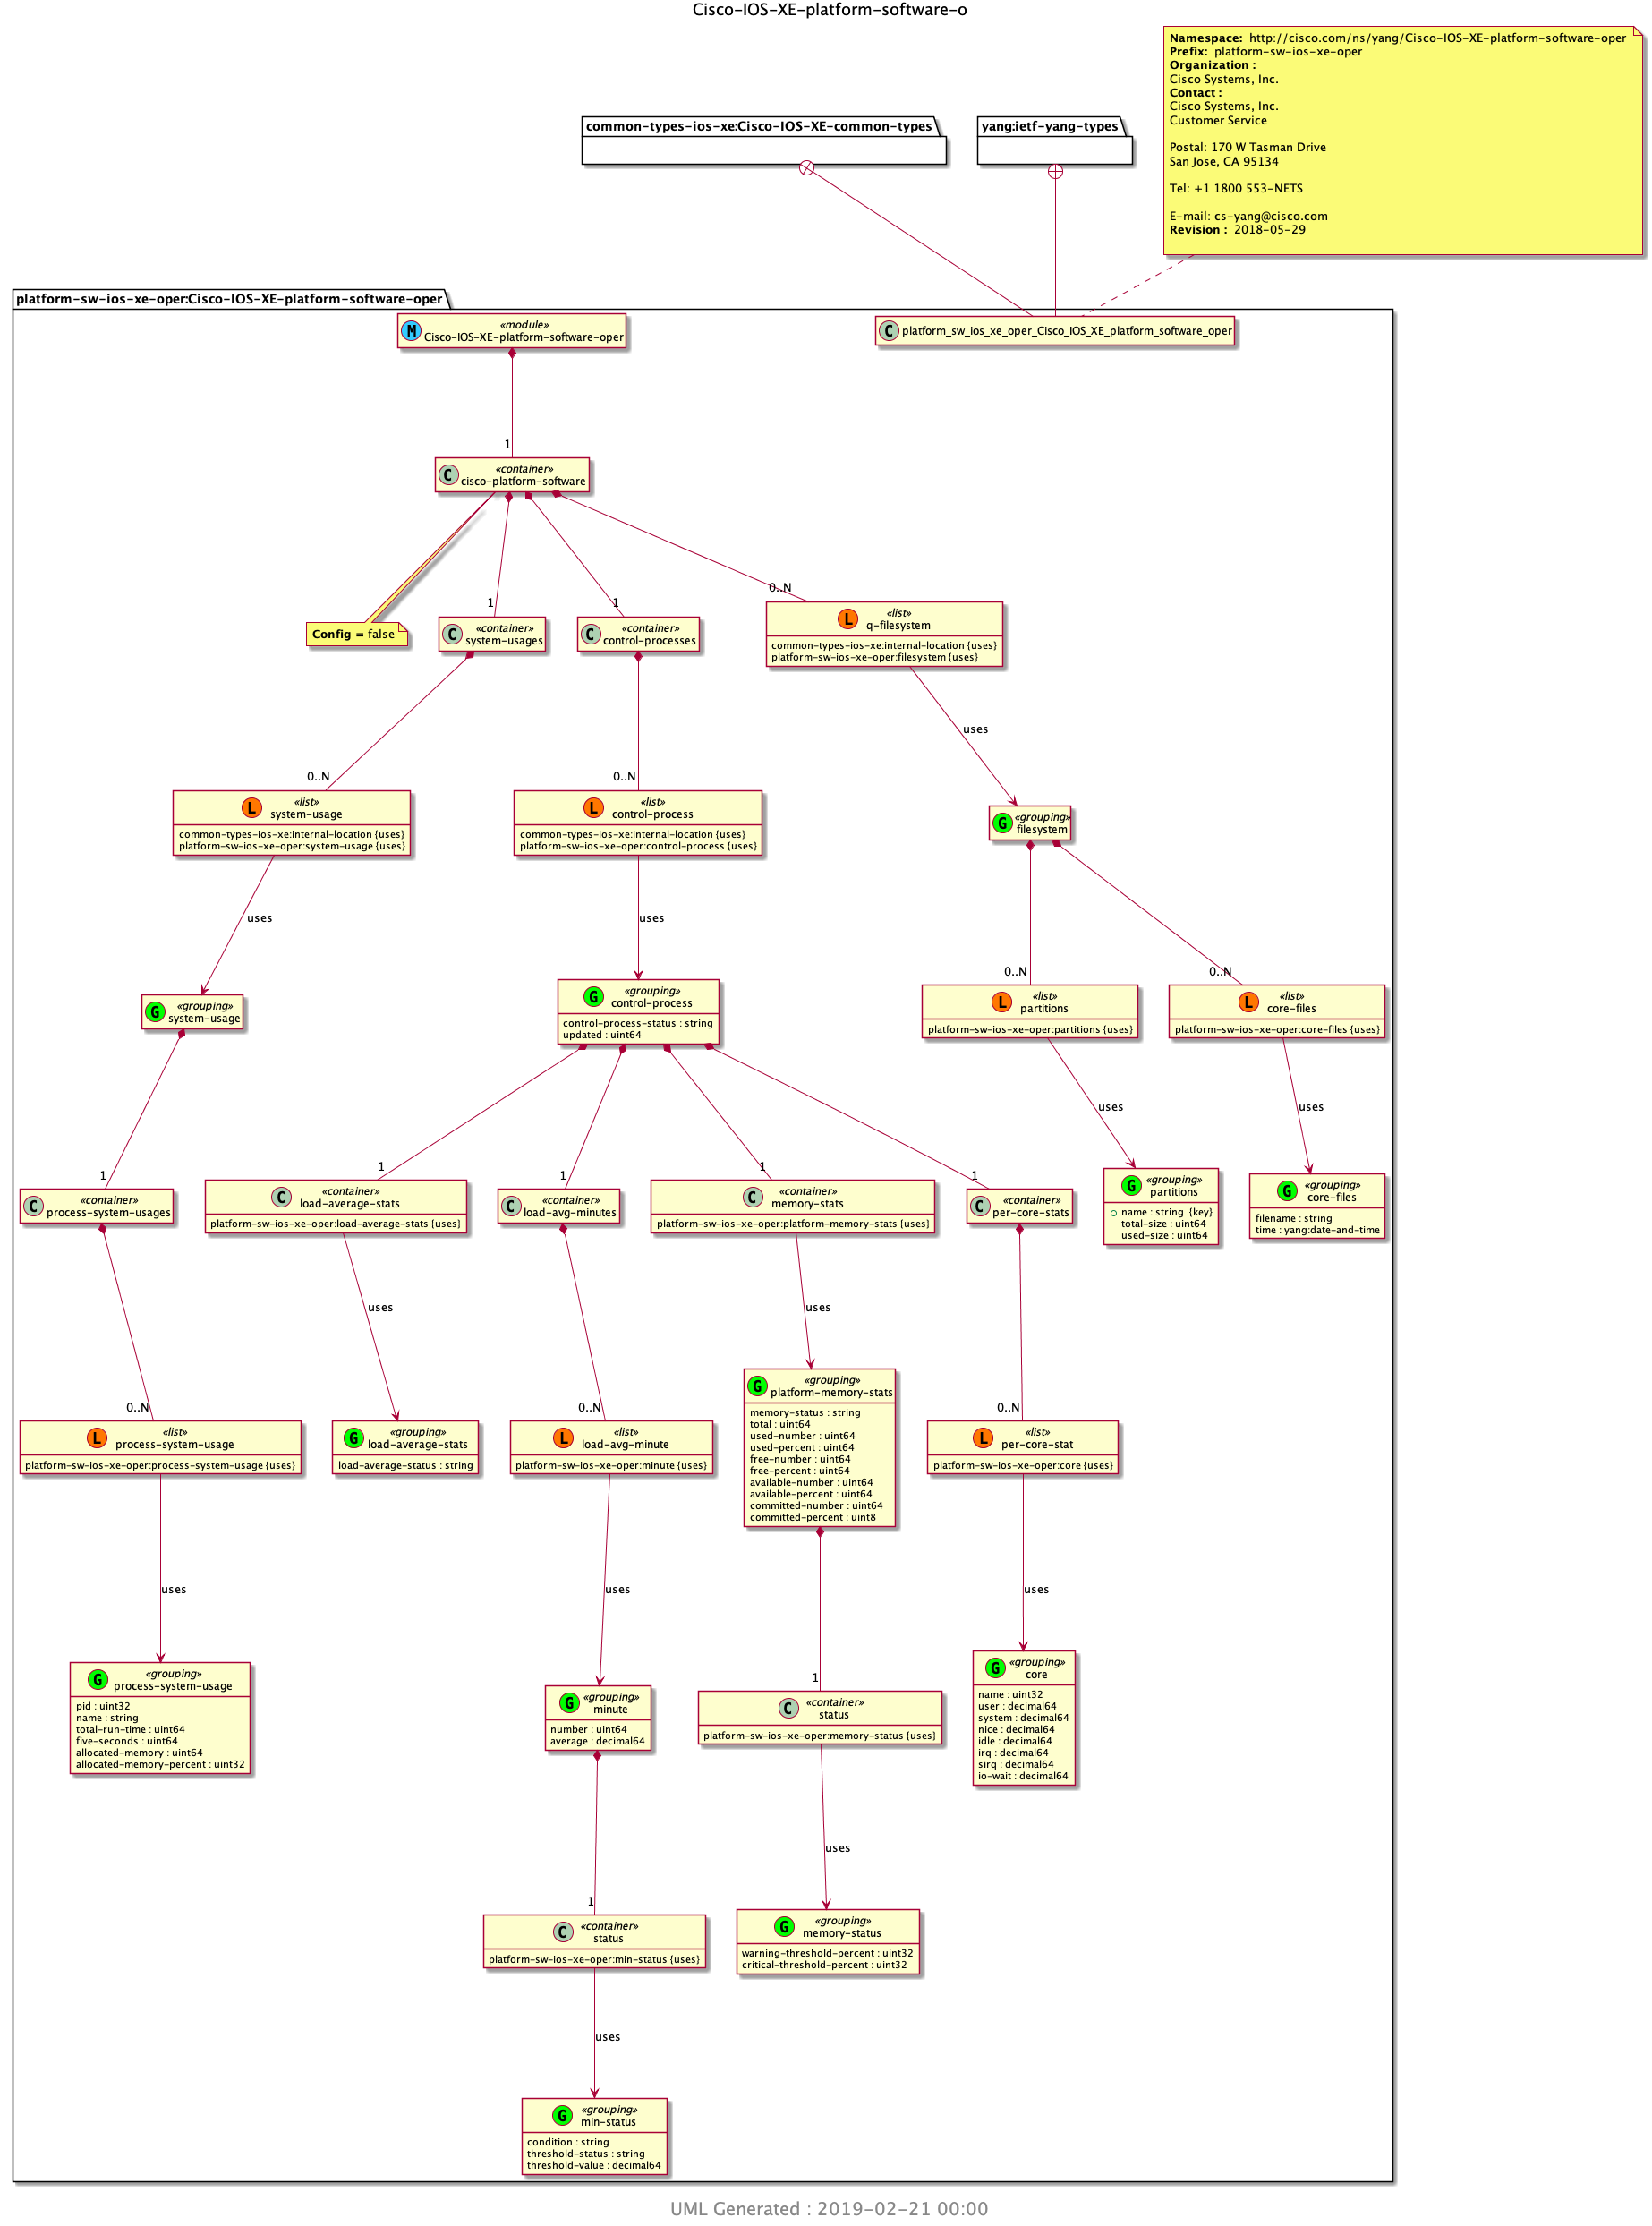 Cisco-IOS-XE-platform-software-o
Namespace: http://cisco.com/ns/yang/Cisco-IOS-XE-platform-software-oper
Prefix: platform-sw-ios-xe-oper
Organization :
Cisco Systems, Inc.
Contact :
Cisco Systems, Inc.
Customer Service
Postal: 170 W Tasman Drive
San Jose, CA 95134
Tel: +1 1800 553-NETS
E-mail: cs-yang@cisco.com
Revision : 2018-05-29
common-types-ios-xe:Cisco-IOS-XE-common-types
yang:ietf-yang-types
platform-sw-ios-xe-oper:Cisco-IOS-XE-platform-software-oper
M
«module»
Cisco-IOS-XE-platform-software-oper
C
platform_sw_ios_xe_oper_Cisco_IOS_XE_platform_software_oper
1
C
«container»
cisco-platform-software
Config = false
1
C
«container»
system-usages
1
C
«container»
control-processes
0..N
L
«list»
q-filesystem
common-types-ios-xe:internal-location {uses}
platform-sw-ios-xe-oper:filesystem {uses}
uses
0..N
L
«list»
system-usage
common-types-ios-xe:internal-location {uses}
platform-sw-ios-xe-oper:system-usage {uses}
0..N
L
«list»
control-process
common-types-ios-xe:internal-location {uses}
platform-sw-ios-xe-oper:control-process {uses}
G
«grouping»
filesystem
uses
uses
G
«grouping»
system-usage
G
«grouping»
control-process
control-process-status : string
updated : uint64
0..N
L
«list»
partitions
platform-sw-ios-xe-oper:partitions {uses}
0..N
L
«list»
core-files
platform-sw-ios-xe-oper:core-files {uses}
uses
uses
1
C
«container»
process-system-usages
1
C
«container»
load-average-stats
platform-sw-ios-xe-oper:load-average-stats {uses}
1
C
«container»
load-avg-minutes
1
C
«container»
memory-stats
platform-sw-ios-xe-oper:platform-memory-stats {uses}
1
C
«container»
per-core-stats
G
«grouping»
partitions
name : string {key}
total-size : uint64
used-size : uint64
G
«grouping»
core-files
filename : string
time : yang:date-and-time
uses
uses
0..N
L
«list»
process-system-usage
platform-sw-ios-xe-oper:process-system-usage {uses}
G
«grouping»
load-average-stats
load-average-status : string
0..N
L
«list»
load-avg-minute
platform-sw-ios-xe-oper:minute {uses}
G
«grouping»
platform-memory-stats
memory-status : string
total : uint64
used-number : uint64
used-percent : uint64
free-number : uint64
free-percent : uint64
available-number : uint64
available-percent : uint64
committed-number : uint64
committed-percent : uint8
0..N
L
«list»
per-core-stat
platform-sw-ios-xe-oper:core {uses}
uses
uses
uses
G
«grouping»
process-system-usage
pid : uint32
name : string
total-run-time : uint64
five-seconds : uint64
allocated-memory : uint64
allocated-memory-percent : uint32
G
«grouping»
minute
number : uint64
average : decimal64
1
C
«container»
status
platform-sw-ios-xe-oper:memory-status {uses}
G
«grouping»
core
name : uint32
user : decimal64
system : decimal64
nice : decimal64
idle : decimal64
irq : decimal64
sirq : decimal64
io-wait : decimal64
uses
1
C
«container»
status
platform-sw-ios-xe-oper:min-status {uses}
G
«grouping»
memory-status
warning-threshold-percent : uint32
critical-threshold-percent : uint32
uses
G
«grouping»
min-status
condition : string
threshold-status : string
threshold-value : decimal64
UML Generated : 2019-02-21 00:00